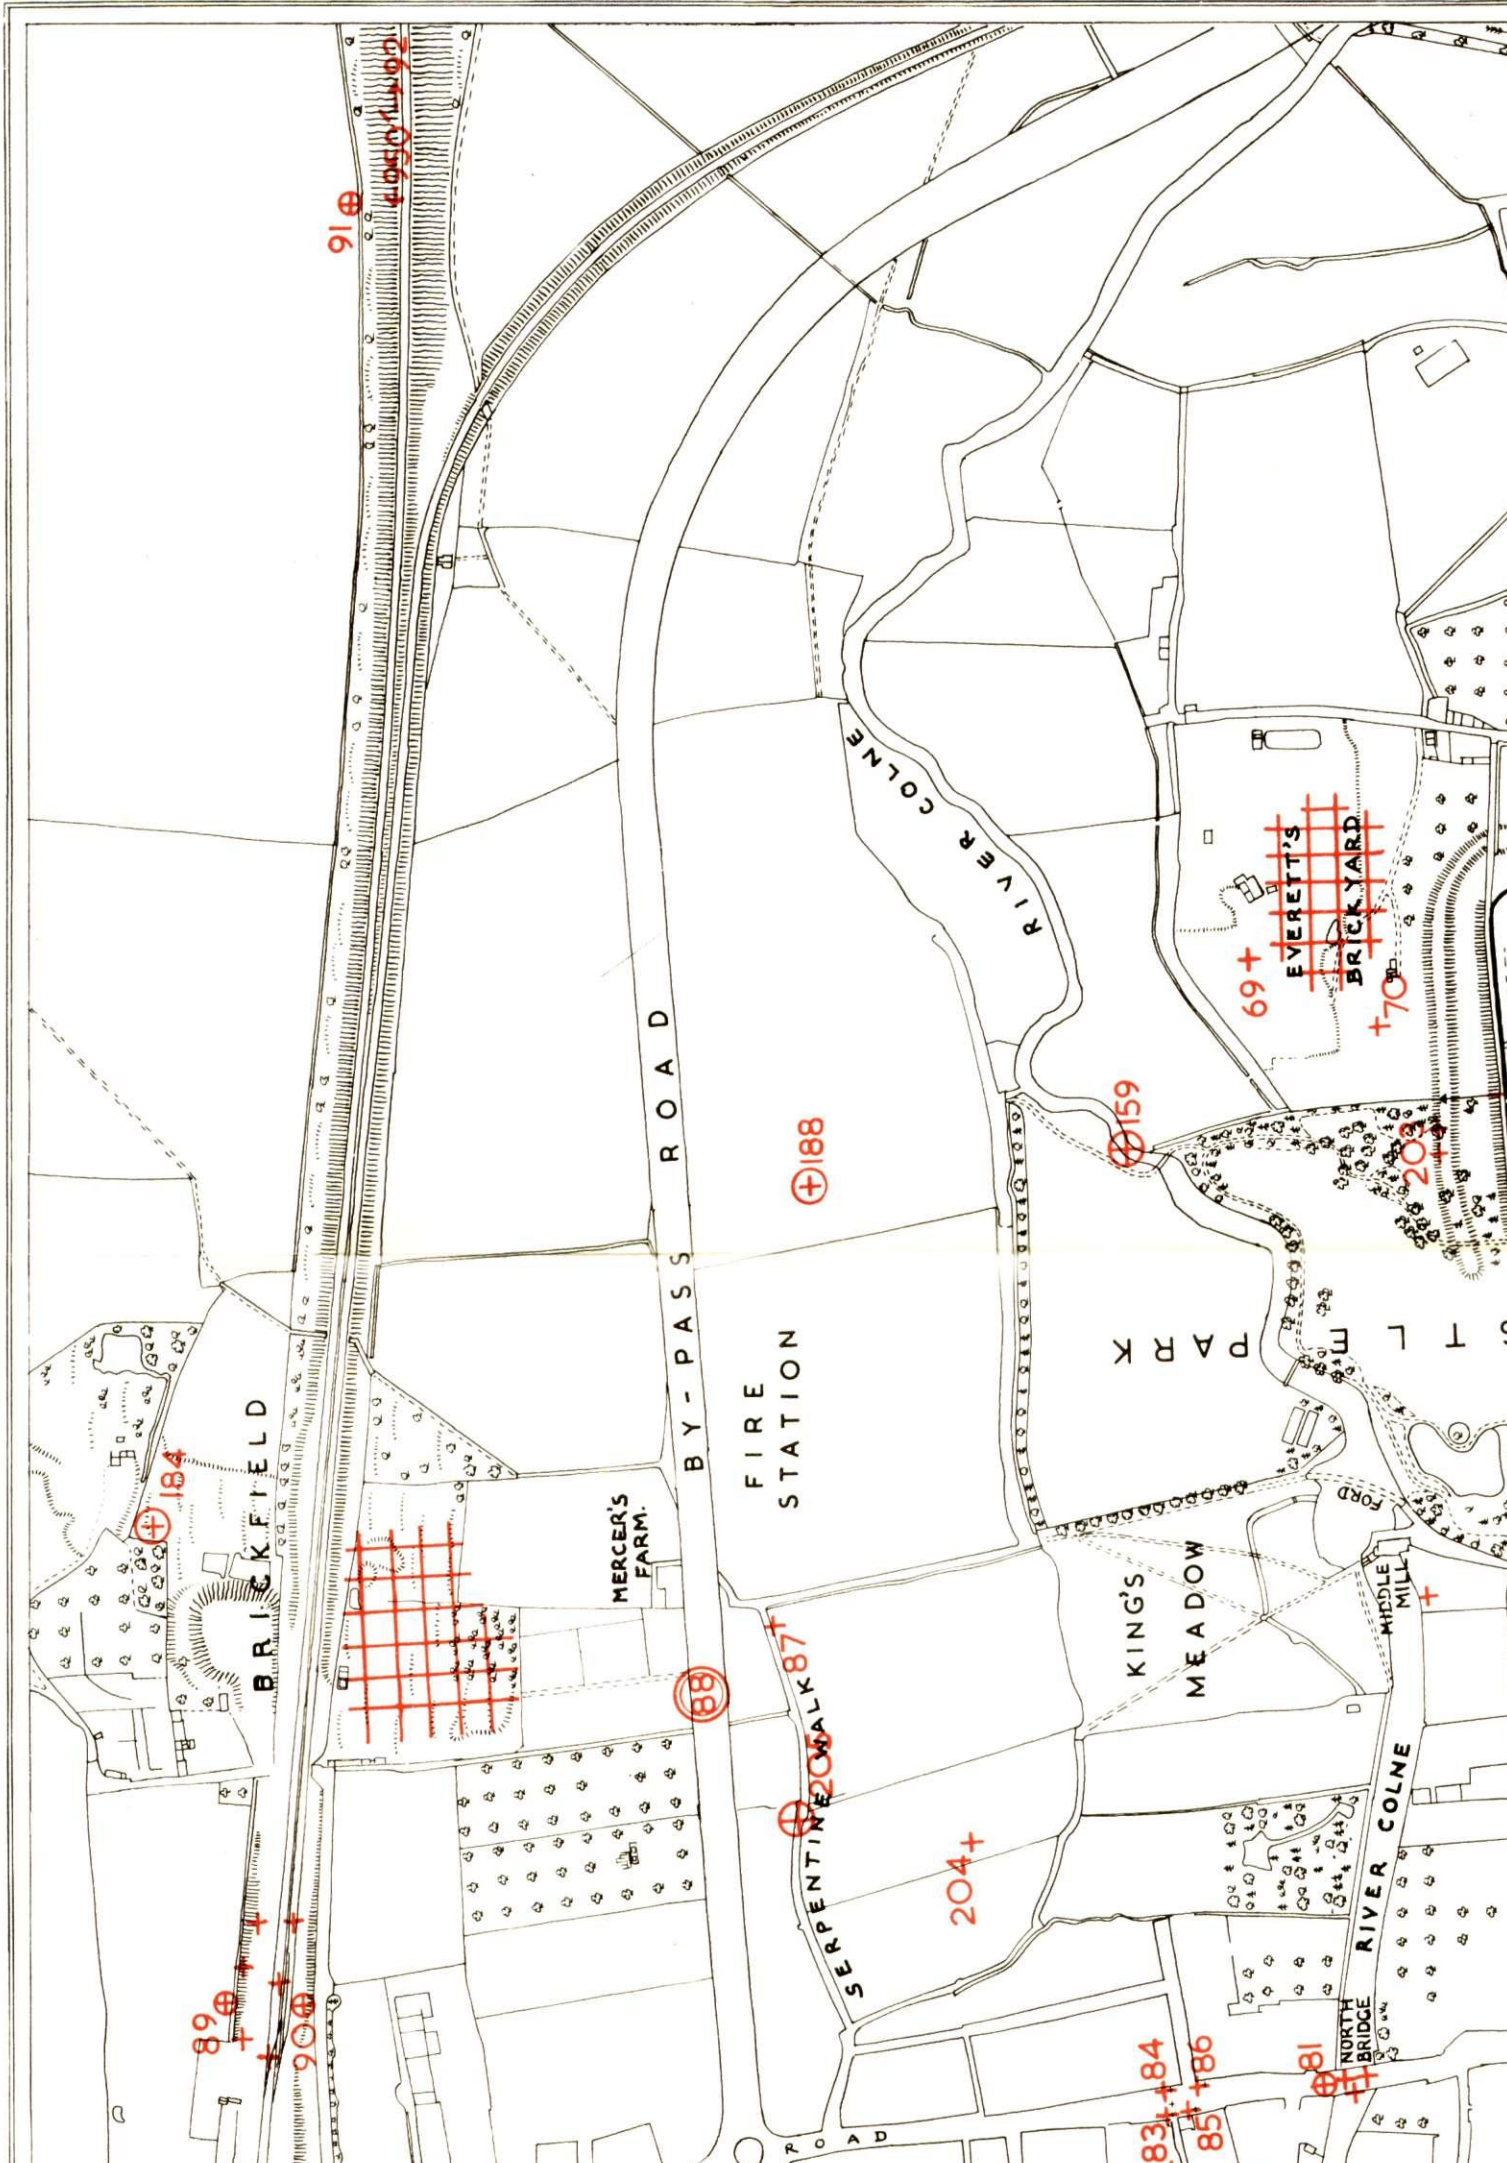 91
BRICKFIELD
184
MERCER'S
FARM.
BY-PASS ROAD
FIRE
STATION
188
88
87
SERPENTINE WALK
204
89
90
ROAD
RIVER COLNE
159
EVERETT'S
BRICKYARD
69
70
203
PARK
T L E
KING'S
MEADOW
FORD
MIDDLE
MILL
RIVER COLNE
NORTH
BRIDGE
81
84
86
83
85